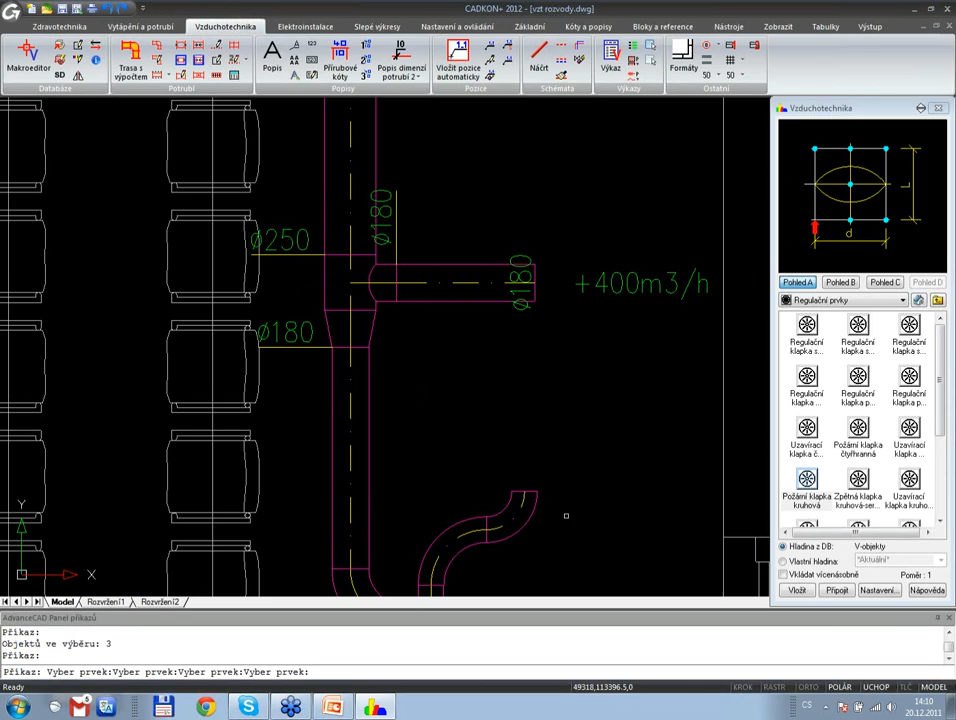 CADKON+ 2012 - [vzt rozvody.dwg]
Zdravotechnika
Vytápění a potrubí
Vzduchotechnika
Elektroinstalace
Slepé výkresy
Nastavení a ovládání
Základní
Kóty a popisy
Bloky a reference
Nástroje
Zobrazit
Tabulky
Výstup
Makroeditor
SD
Trasa s výpočtem
Popis
Přírubové kóty
Popis dimenzí potrubí 2
Vložit pozice automaticky
Náčrt
Výkaz
Formáty
50
50
Databáze
Potrubí
Popisy
Pozice
Schémata
Výkazy
Ostatní
Ø250
Ø180
Ø180
Ø180
+400m3/h
Y
X
Vzduchotechnika
L
d
Pohled A
Pohled B
Pohled C
Pohled D
Regulační prvky
Regulační klapka s...
Regulační klapka s...
Regulační klapka s...
Regulační klapka ...
Regulační klapka p...
Regulační klapka p...
Uzavírací klapka č...
Požární klapka čtyřhranná
Uzavírací klapka ...
Požární klapka kruhová
Zpětná klapka kruhová-ser...
Uzavírací klapka kruho...
Hladina z DB:
V-objekty
Vlastní hladina:
*Aktuální*
Vkládat vícenásobně
Poměr : 1
Vložit
Připojit
Nastavení...
Nápověda
Model
Rozvržení1
Rozvržení2
AdvanceCAD Panel příkazů
Příkaz:
Objektů ve výběru: 3
Příkaz:
Příkaz: Vyber prvek:Vyber prvek:Vyber prvek:Vyber prvek:
Ready
49318,113396.5,0
KROK
RASTR
ORTO
POLÁR
UCHOP
TLČ
MODEL
CS
14:10
20.12.2011